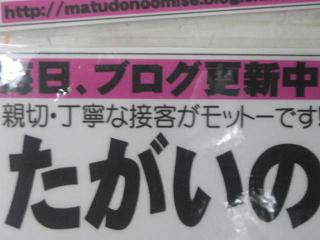 http://matudonoomise.blog
毎日、ブログ更新中
親切・丁寧な接客がモットーです!
たがいの